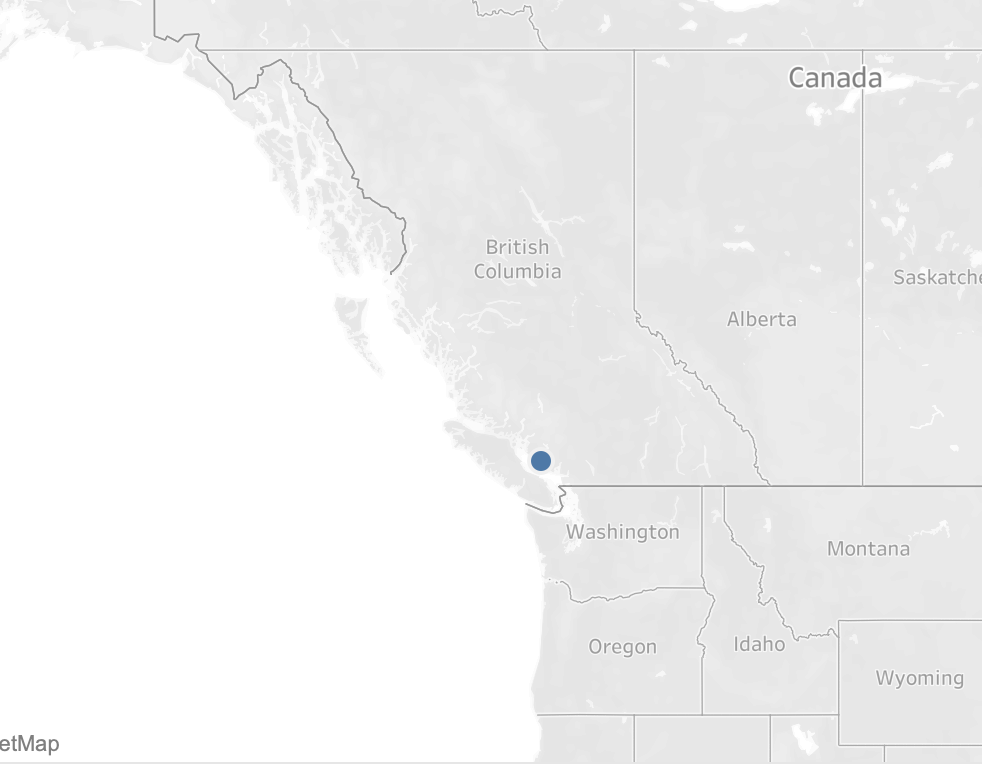 Canada
British
Columbia
Saskatche
Alberta
Washington
Montana
Oregon
Idaho
Wyoming
etMap